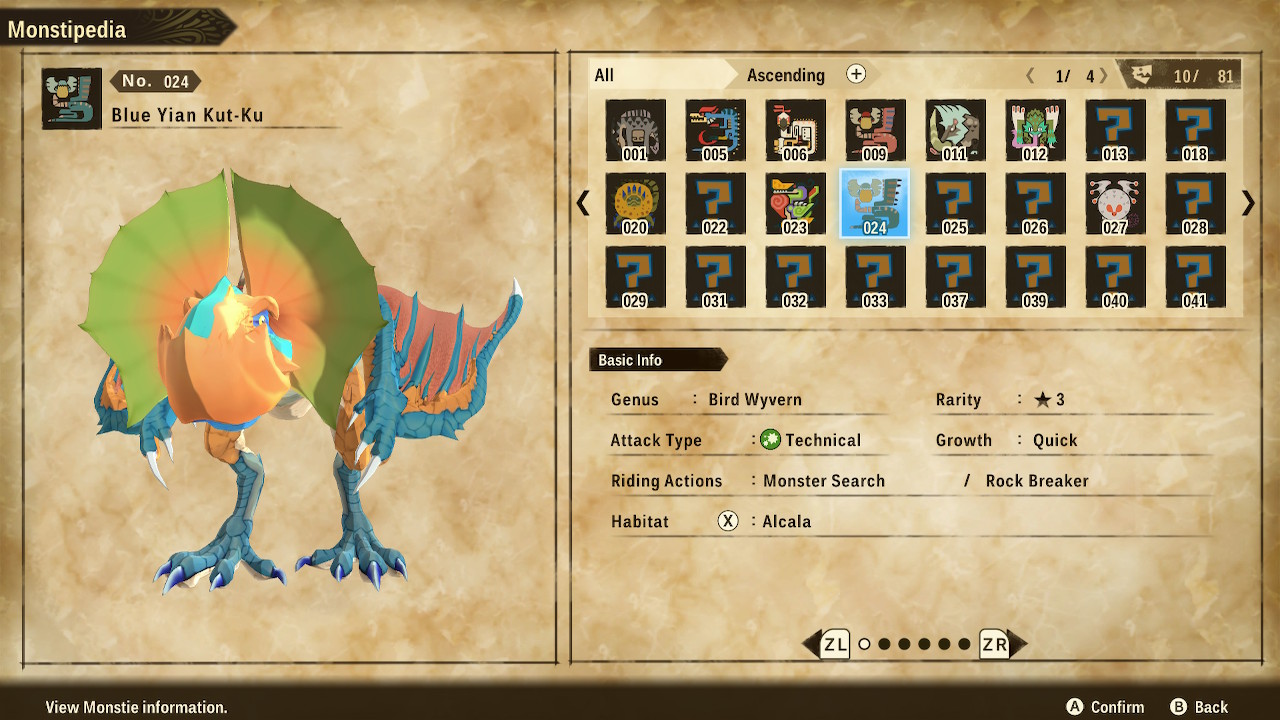 Monstipedia
No. 024
Blue Yian Kut-Ku
All Ascending + 1/ 4 10/ 81
001 005 006 009 011 012 013 018
020 022 023 024 025 026 027 028
029 031 032 033 037 039 040 041
Basic Info
Genus : Bird Wyvern Rarity : ★ 3
Attack Type : Technical Growth : Quick
Riding Actions : Monster Search / Rock Breaker
Habitat X : Alcala
ZL ZR
View Monstie information. A Confirm B Back